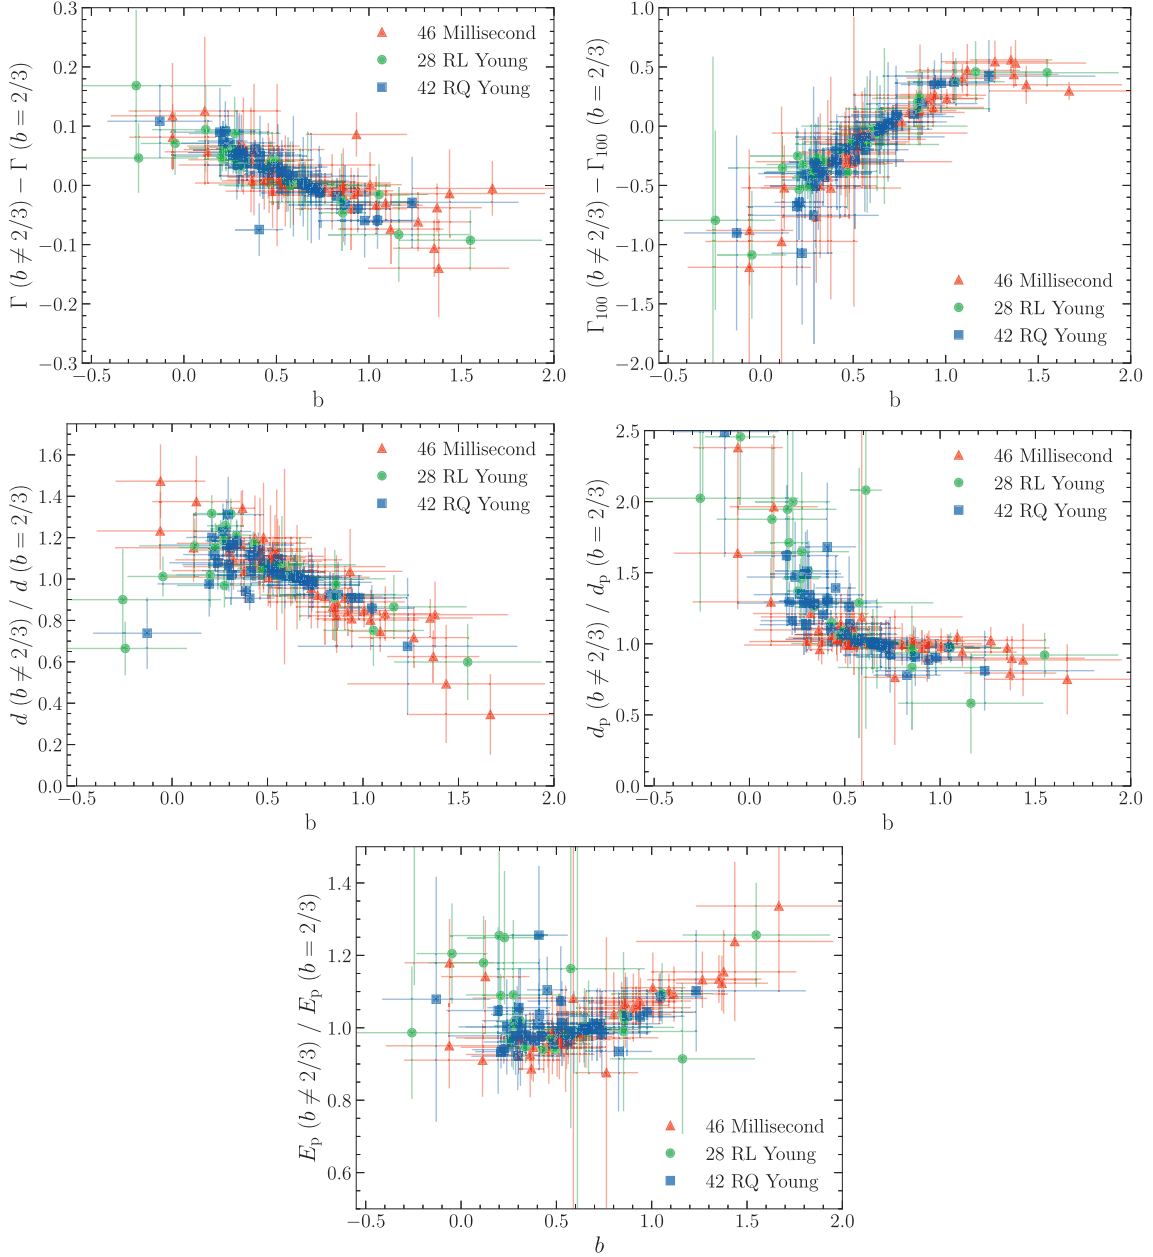 0.3
0.2
0.1
0.0
−0.1
−0.2
−0.3
−0.5
0.0
0.5
1.0
1.5
2.0
b
Γ (b ≠ 2/3) − Γ (b = 2/3)
46 Millisecond
28 RL Young
42 RQ Young
1.0
0.5
0.0
−0.5
−1.0
−1.5
−2.0
−0.5
0.0
0.5
1.0
1.5
2.0
b
Γ₁₀₀ (b ≠ 2/3) − Γ₁₀₀ (b = 2/3)
46 Millisecond
28 RL Young
42 RQ Young
1.6
1.4
1.2
1.0
0.8
0.6
0.4
0.2
0.0
−0.5
0.0
0.5
1.0
1.5
2.0
b
d (b ≠ 2/3) / d (b = 2/3)
46 Millisecond
28 RL Young
42 RQ Young
2.5
2.0
1.5
1.0
0.5
0.0
−0.5
0.0
0.5
1.0
1.5
2.0
b
dₚ (b ≠ 2/3) / dₚ (b = 2/3)
46 Millisecond
28 RL Young
42 RQ Young
1.4
1.2
1.0
0.8
0.6
−0.5
0.0
0.5
1.0
1.5
2.0
b
Eₚ (b ≠ 2/3) / Eₚ (b = 2/3)
46 Millisecond
28 RL Young
42 RQ Young